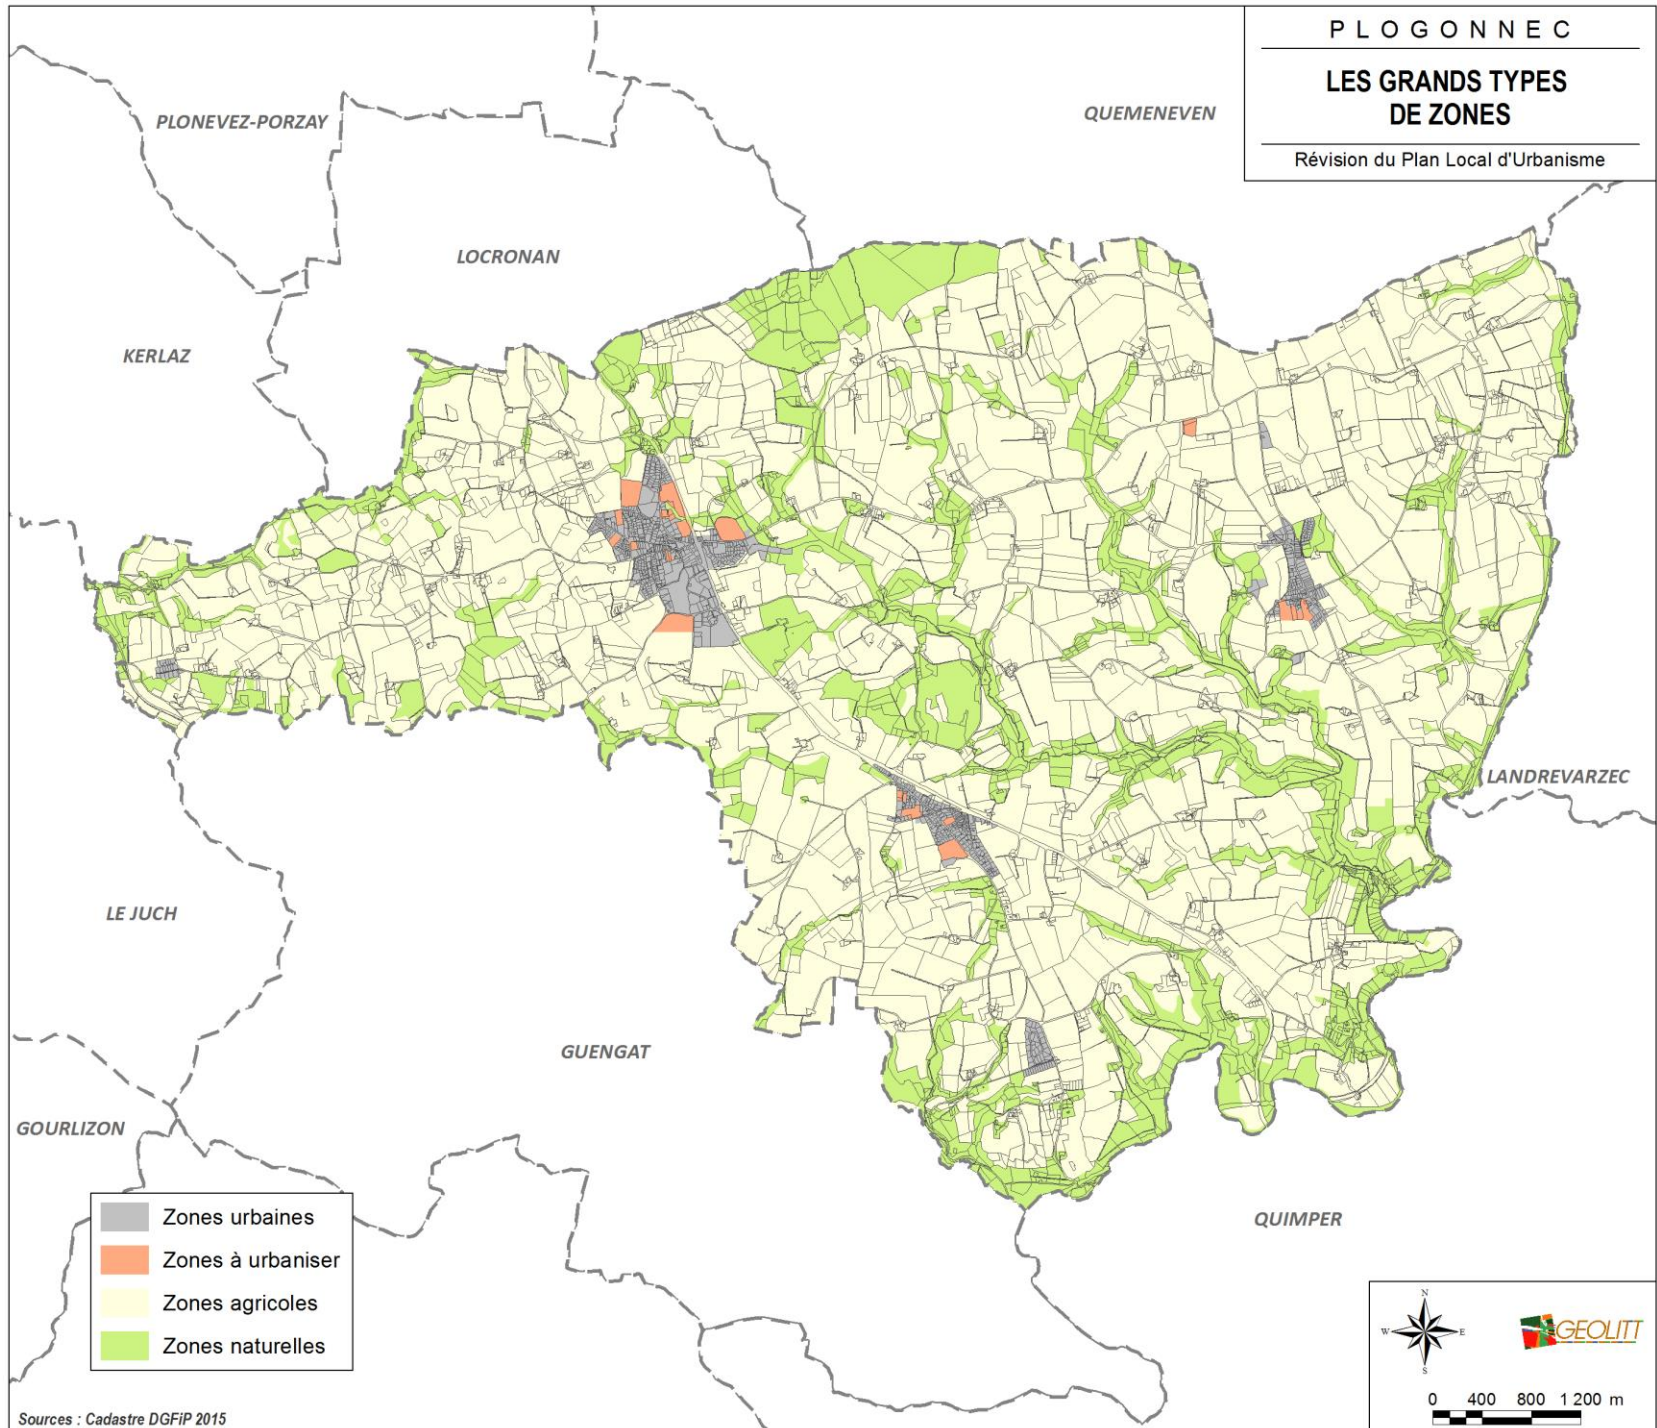 PLOGONNEC
LES GRANDS TYPES
DE ZONES
Révision du Plan Local d'Urbanisme
QUEMENEVEN
PLONEVEZ-PORZAY
LOCRONAN
KERLAZ
LANDREVARZEC
LE JUCH
GUENGAT
GOURLIZON
QUIMPER
Zones urbaines
Zones à urbaniser
Zones agricoles
Zones naturelles
N
W E
S
GEOLITT
0 400 800 1 200 m
Sources : Cadastre DGFiP 2015